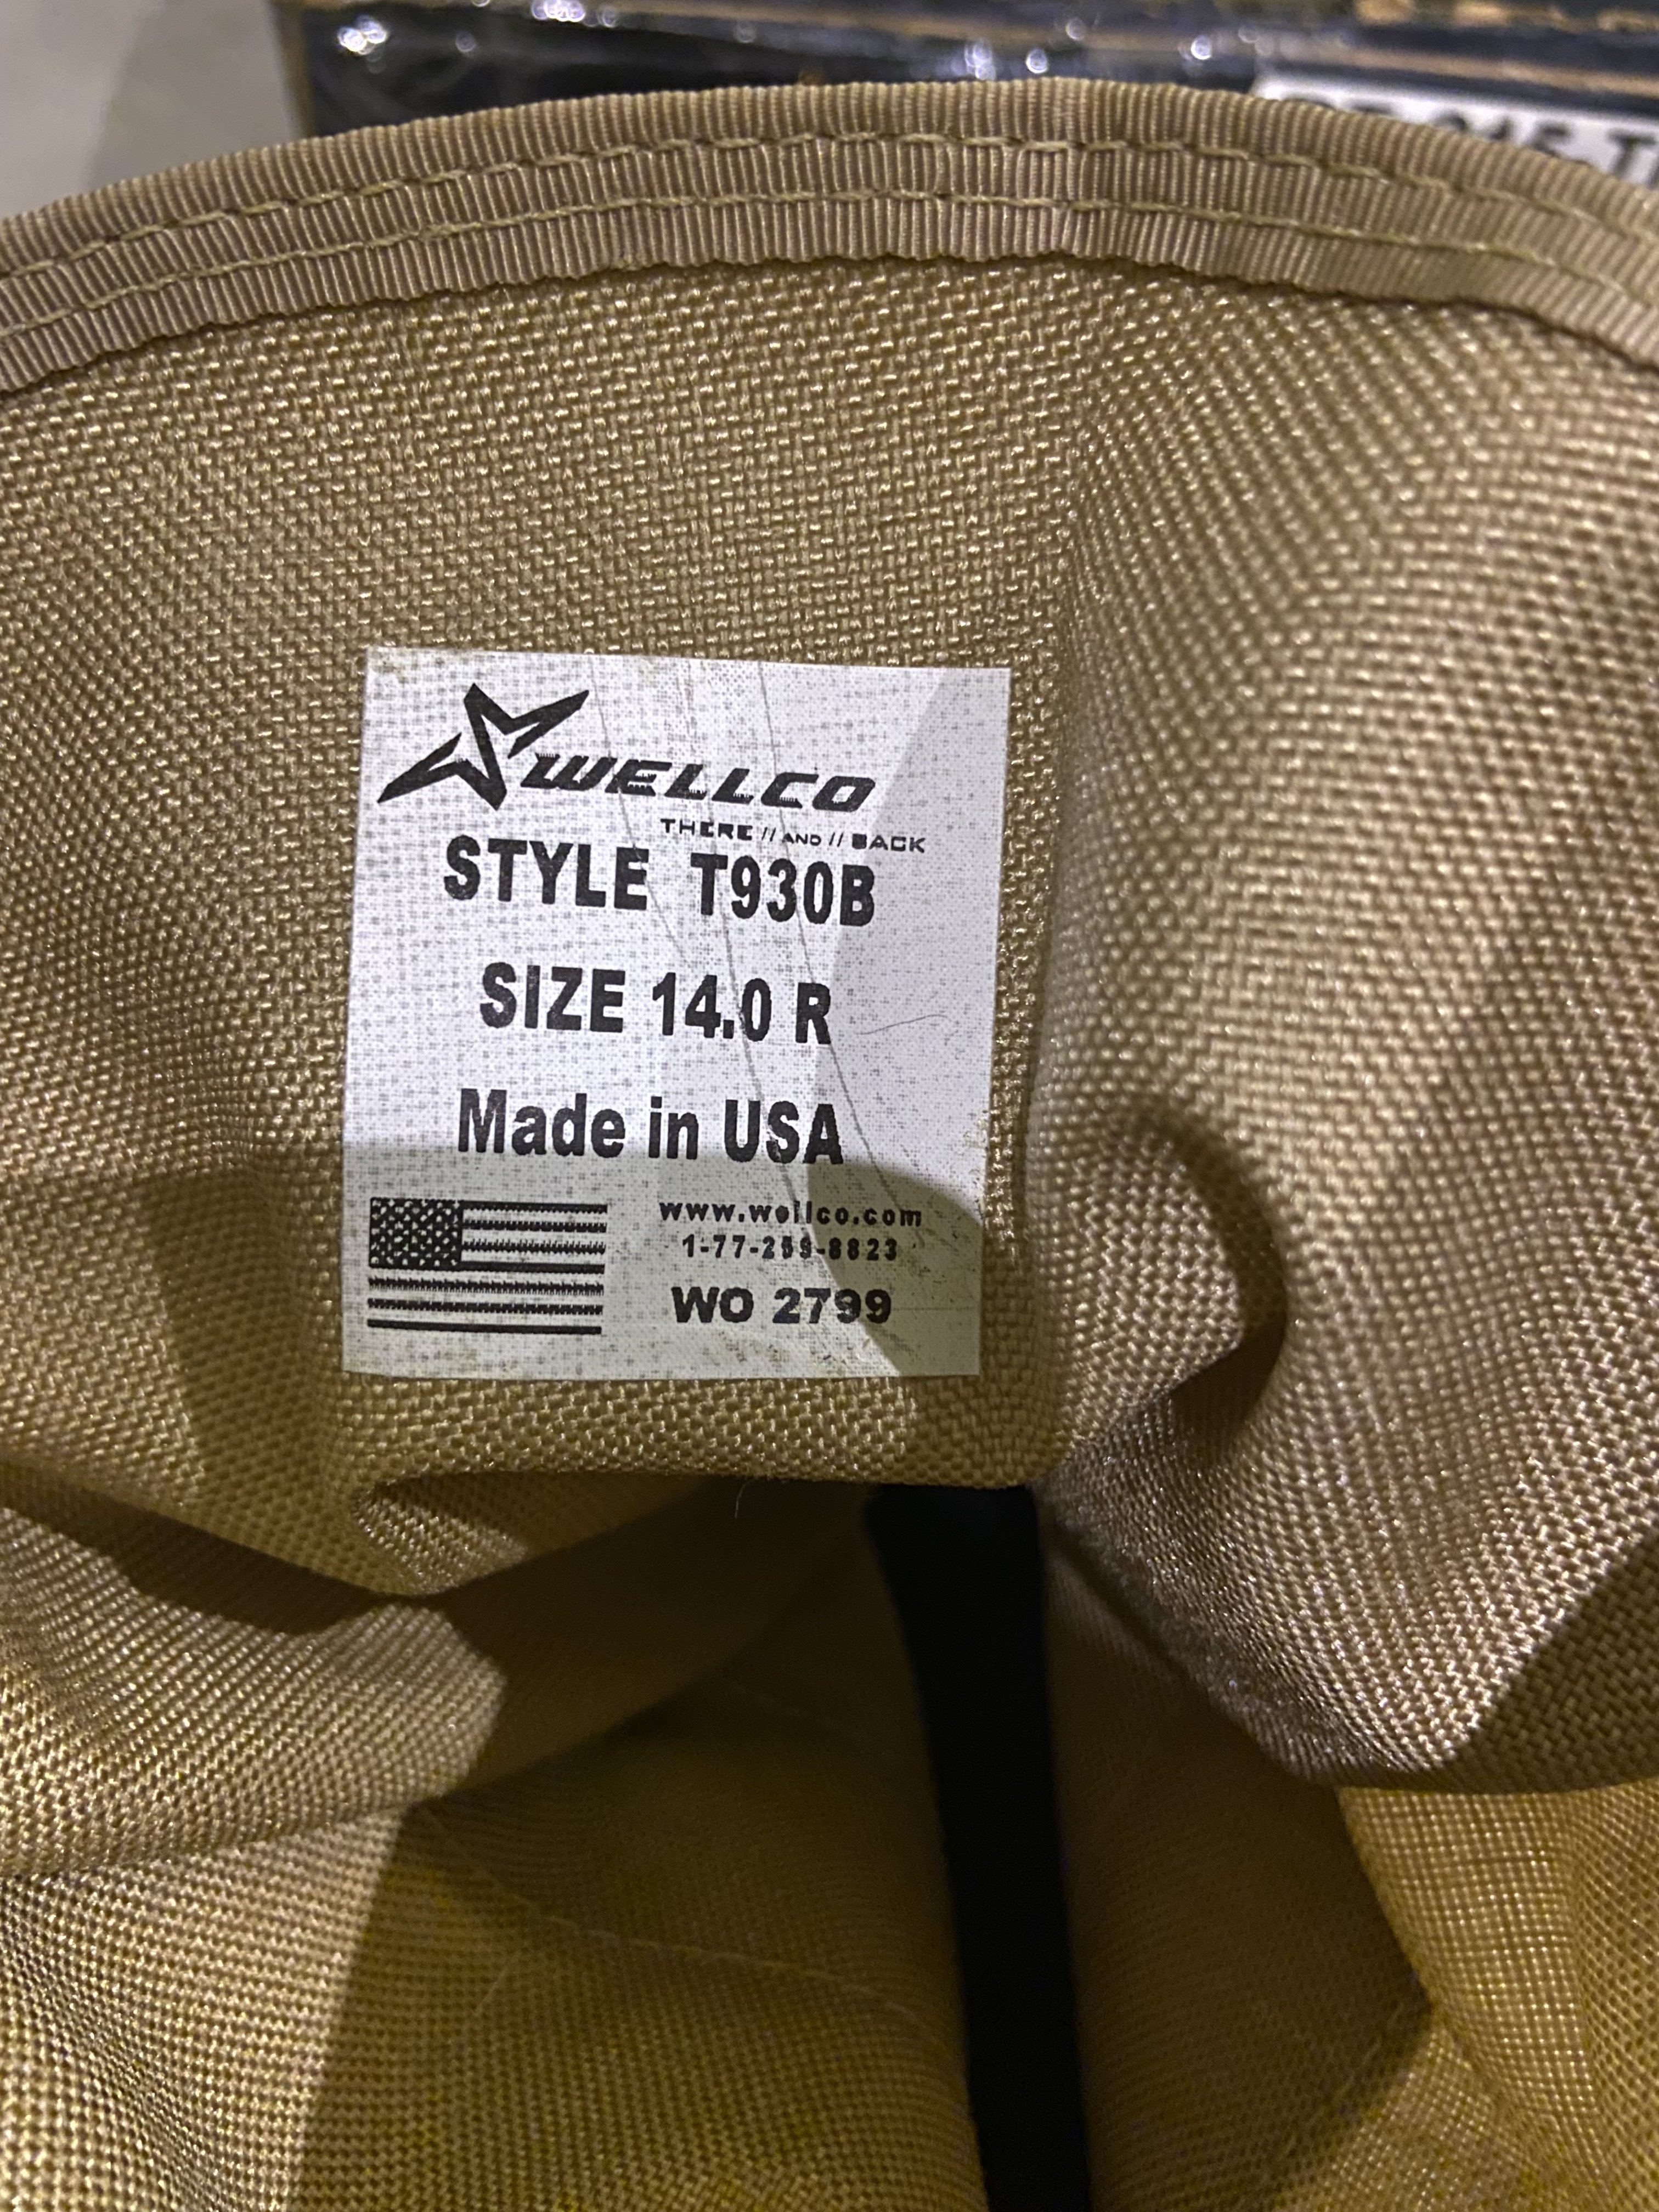 WELLCO
THERE // AND // BACK
STYLE T930B
SIZE 14.0 R
Made in USA
www.wellco.com
1-77-259-8823
WO 2799